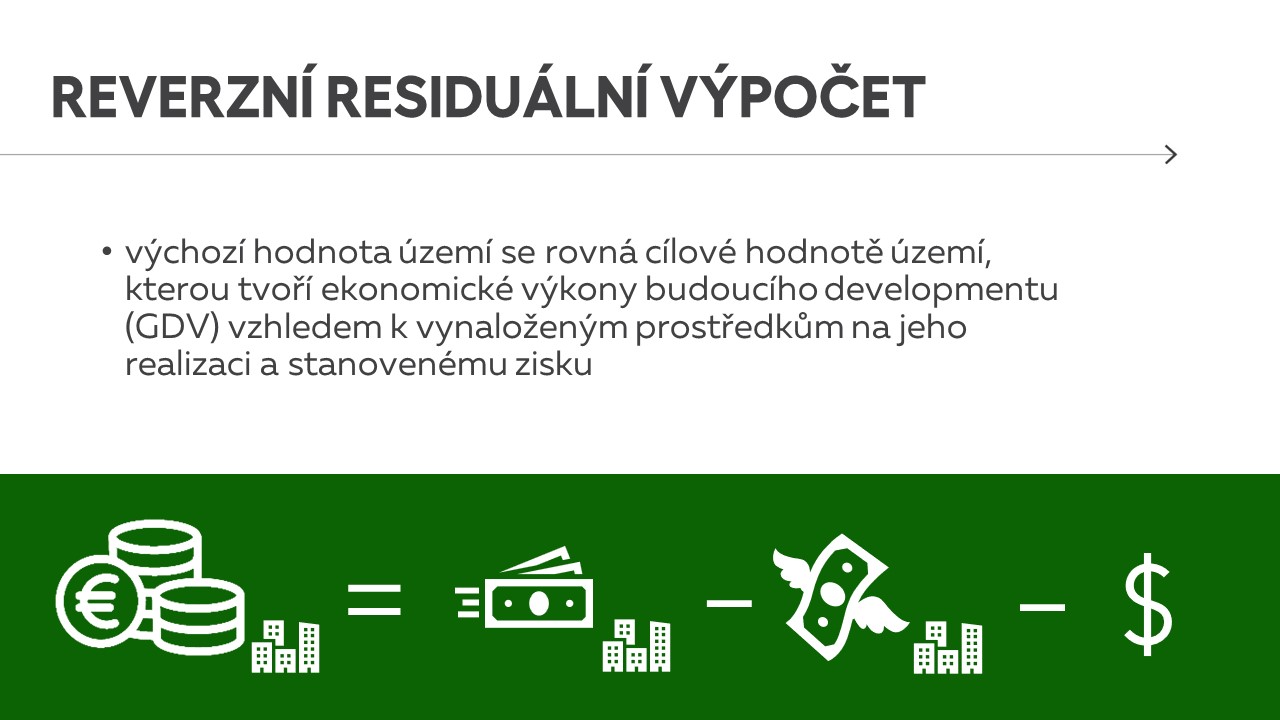 REVERZNÍ RESIDUÁLNÍ VÝPOČET
• výchozí hodnota území se rovná cílové hodnotě území,
kterou tvoří ekonomické výkony budoucího developmentu
(GDV) vzhledem k vynaloženým prostředkům na jeho
realizaci a stanovenému zisku
€ = – – $